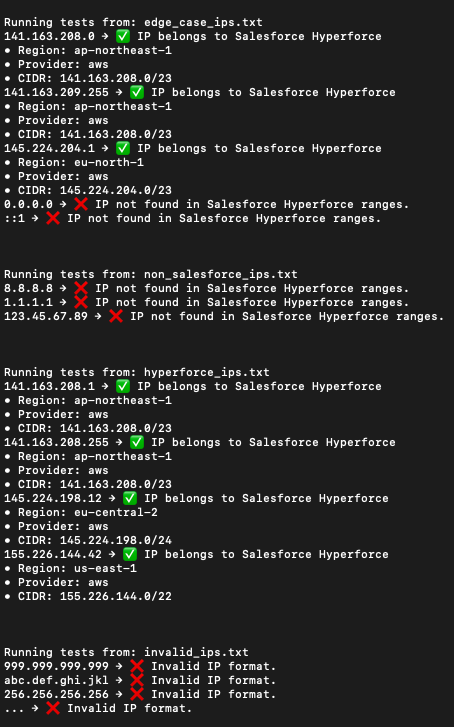 Running tests from: edge_case_ips.txt
141.163.208.0 → ✅ IP belongs to Salesforce Hyperforce
• Region: ap-northeast-1
• Provider: aws
• CIDR: 141.163.208.0/23
141.163.209.255 → ✅ IP belongs to Salesforce Hyperforce
• Region: ap-northeast-1
• Provider: aws
• CIDR: 141.163.208.0/23
145.224.204.1 → ✅ IP belongs to Salesforce Hyperforce
• Region: eu-north-1
• Provider: aws
• CIDR: 145.224.204.0/23
0.0.0.0 → ❌ IP not found in Salesforce Hyperforce ranges.
::1 → ❌ IP not found in Salesforce Hyperforce ranges.
Running tests from: non_salesforce_ips.txt
8.8.8.8 → ❌ IP not found in Salesforce Hyperforce ranges.
1.1.1.1 → ❌ IP not found in Salesforce Hyperforce ranges.
123.45.67.89 → ❌ IP not found in Salesforce Hyperforce ranges.
Running tests from: hyperforce_ips.txt
141.163.208.1 → ✅ IP belongs to Salesforce Hyperforce
• Region: ap-northeast-1
• Provider: aws
• CIDR: 141.163.208.0/23
141.163.208.255 → ✅ IP belongs to Salesforce Hyperforce
• Region: ap-northeast-1
• Provider: aws
• CIDR: 141.163.208.0/23
145.224.198.12 → ✅ IP belongs to Salesforce Hyperforce
• Region: eu-central-2
• Provider: aws
• CIDR: 145.224.198.0/24
155.226.144.42 → ✅ IP belongs to Salesforce Hyperforce
• Region: us-east-1
• Provider: aws
• CIDR: 155.226.144.0/22
Running tests from: invalid_ips.txt
999.999.999.999 → ❌ Invalid IP format.
abc.def.ghi.jkl → ❌ Invalid IP format.
256.256.256.256 → ❌ Invalid IP format.
... → ❌ Invalid IP format.